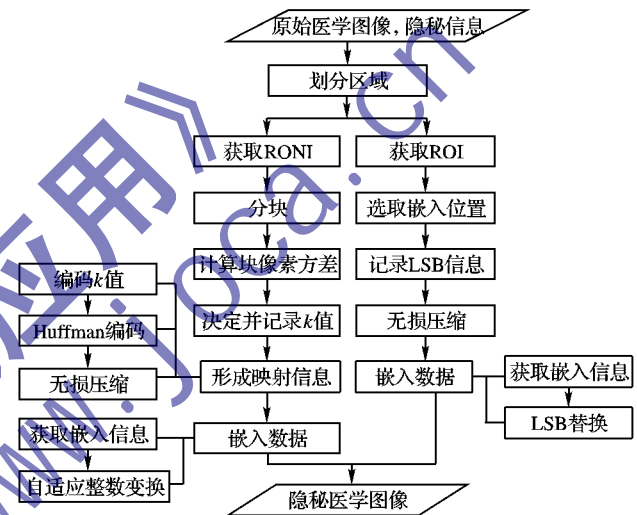 原始医学图像，隐秘信息
划分区域
获取RONI
获取ROI
分块
选取嵌入位置
计算块像素方差
记录LSB信息
编码k值
决定并记录k值
无损压缩
Huffman编码
无损压缩
形成映射信息
嵌入数据
获取嵌入信息
LSB替换
获取嵌入信息
嵌入数据
自适应整数变换
隐秘医学图像
应用》
www.joca.cn